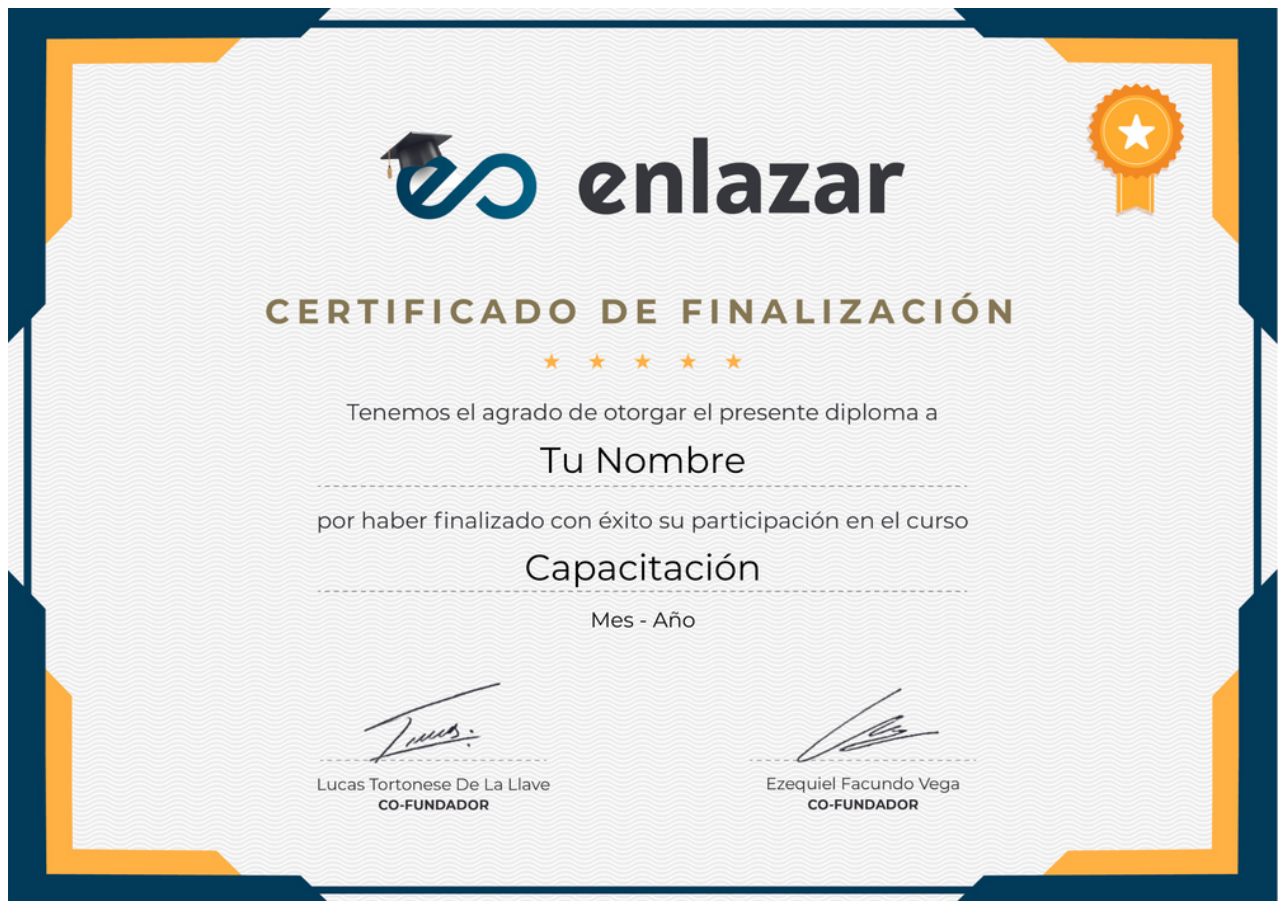 enlazar
CERTIFICADO DE FINALIZACIÓN
Tenemos el agrado de otorgar el presente diploma a
Tu Nombre
por haber finalizado con éxito su participación en el curso
Capacitación
Mes - Año
Lucas Tortonese De La Llave
CO-FUNDADOR
Ezequiel Facundo Vega
CO-FUNDADOR